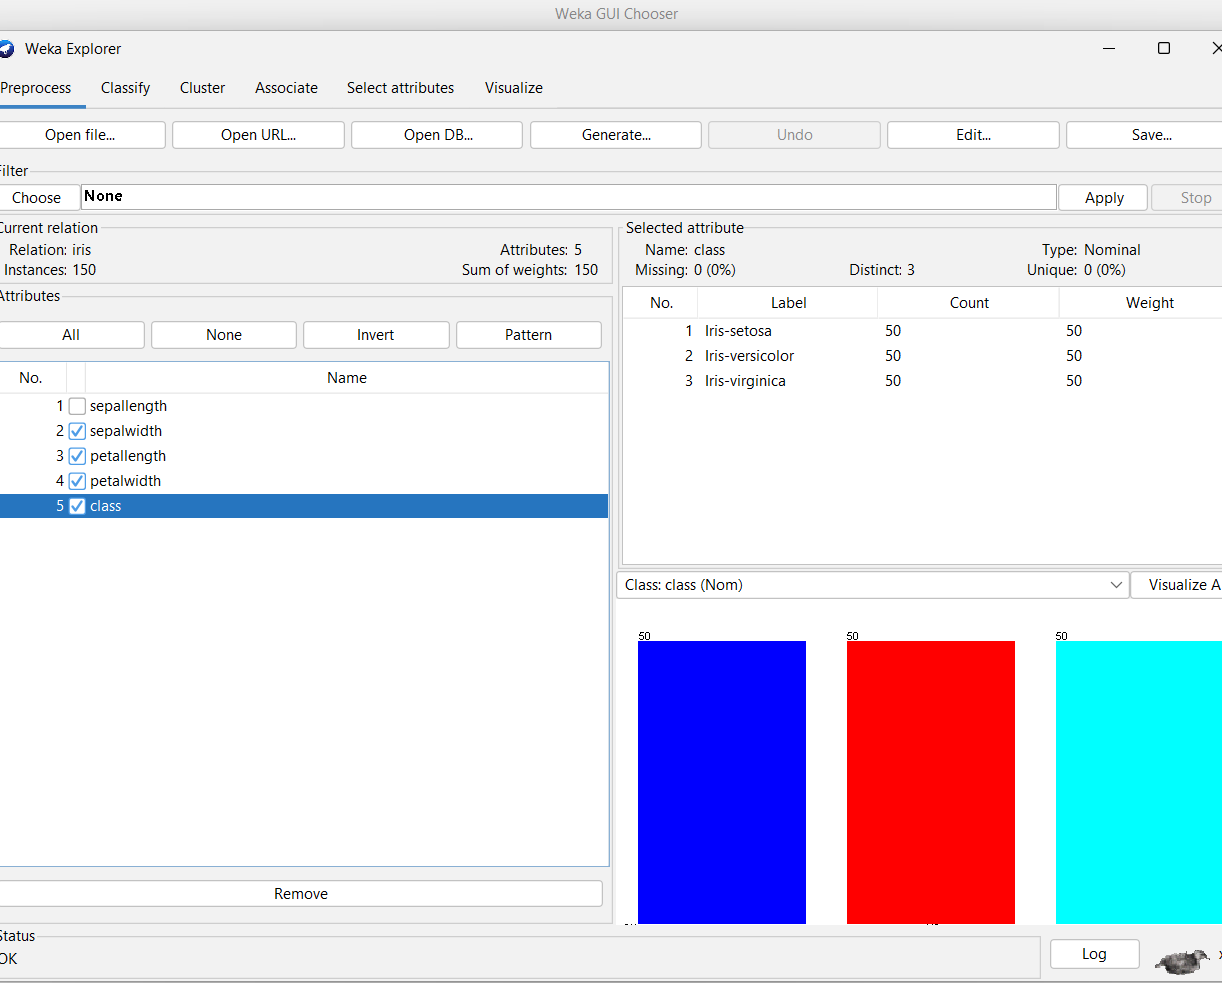 Weka GUI Chooser
Weka Explorer
Preprocess Classify Cluster Associate Select attributes Visualize
Open file... Open URL... Open DB... Generate... Undo Edit... Save...
Filter
Choose None Apply Stop
Current relation
Relation: iris Attributes: 5
Instances: 150 Sum of weights: 150
Attributes
All None Invert Pattern
No. Name
1 sepallength
2 sepalwidth
3 petallength
4 petalwidth
5 class
Remove
Selected attribute
Name: class Type: Nominal
Missing: 0 (0%) Distinct: 3 Unique: 0 (0%)
No. Label Count Weight
1 Iris-setosa 50 50
2 Iris-versicolor 50 50
3 Iris-virginica 50 50
Class: class (Nom) Visualize A
50 50 50
Status
OK
Log x